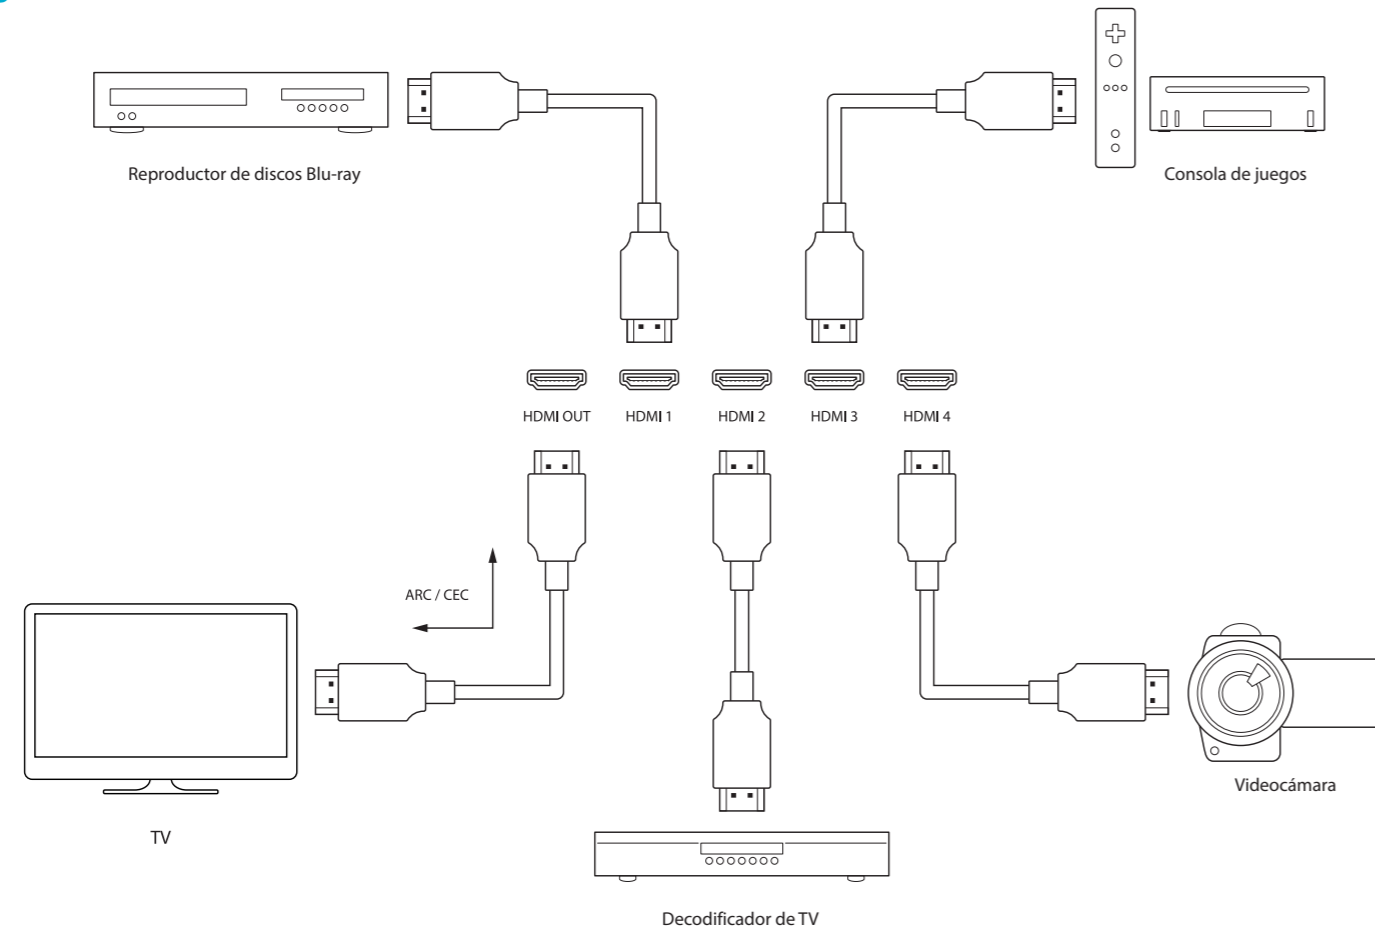 Reproductor de discos Blu-ray
Consola de juegos
HDMI OUT
HDMI 1
HDMI 2
HDMI 3
HDMI 4
ARC / CEC
TV
Videocámara
Decodificador de TV